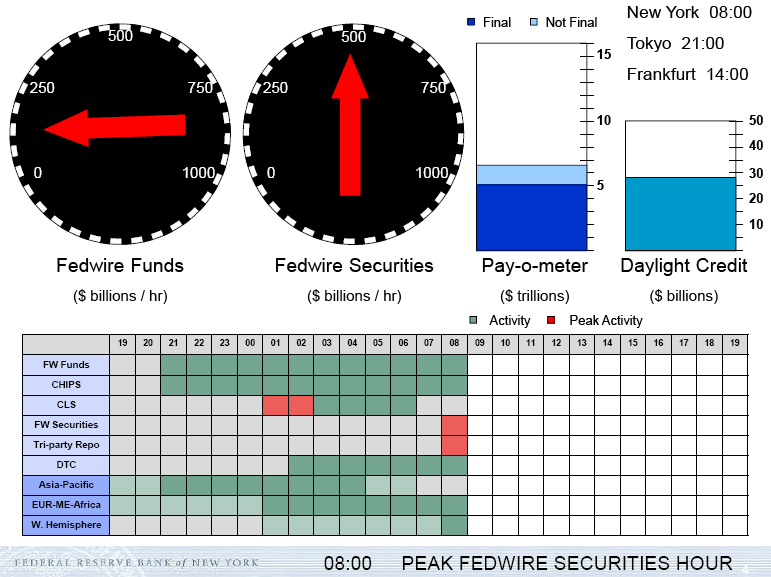 500
250
750
0
1000
Fedwire Funds
($ billions / hr)
500
250
750
0
1000
Fedwire Securities
($ billions / hr)
Final Not Final
15
10
5
Pay-o-meter
($ trillions)
New York 08:00
Tokyo 21:00
Frankfurt 14:00
50
40
30
20
10
Daylight Credit
($ billions)
Activity Peak Activity
19 20 21 22 23 00 01 02 03 04 05 06 07 08 09 10 11 12 13 14 15 16 17 18 19
FW Funds
CHIPS
CLS
FW Securities
Tri-party Repo
DTC
Asia-Pacific
EUR-ME-Africa
W. Hemisphere
FEDERAL RESERVE BANK of NEW YORK
08:00 PEAK FEDWIRE SECURITIES HOUR
4